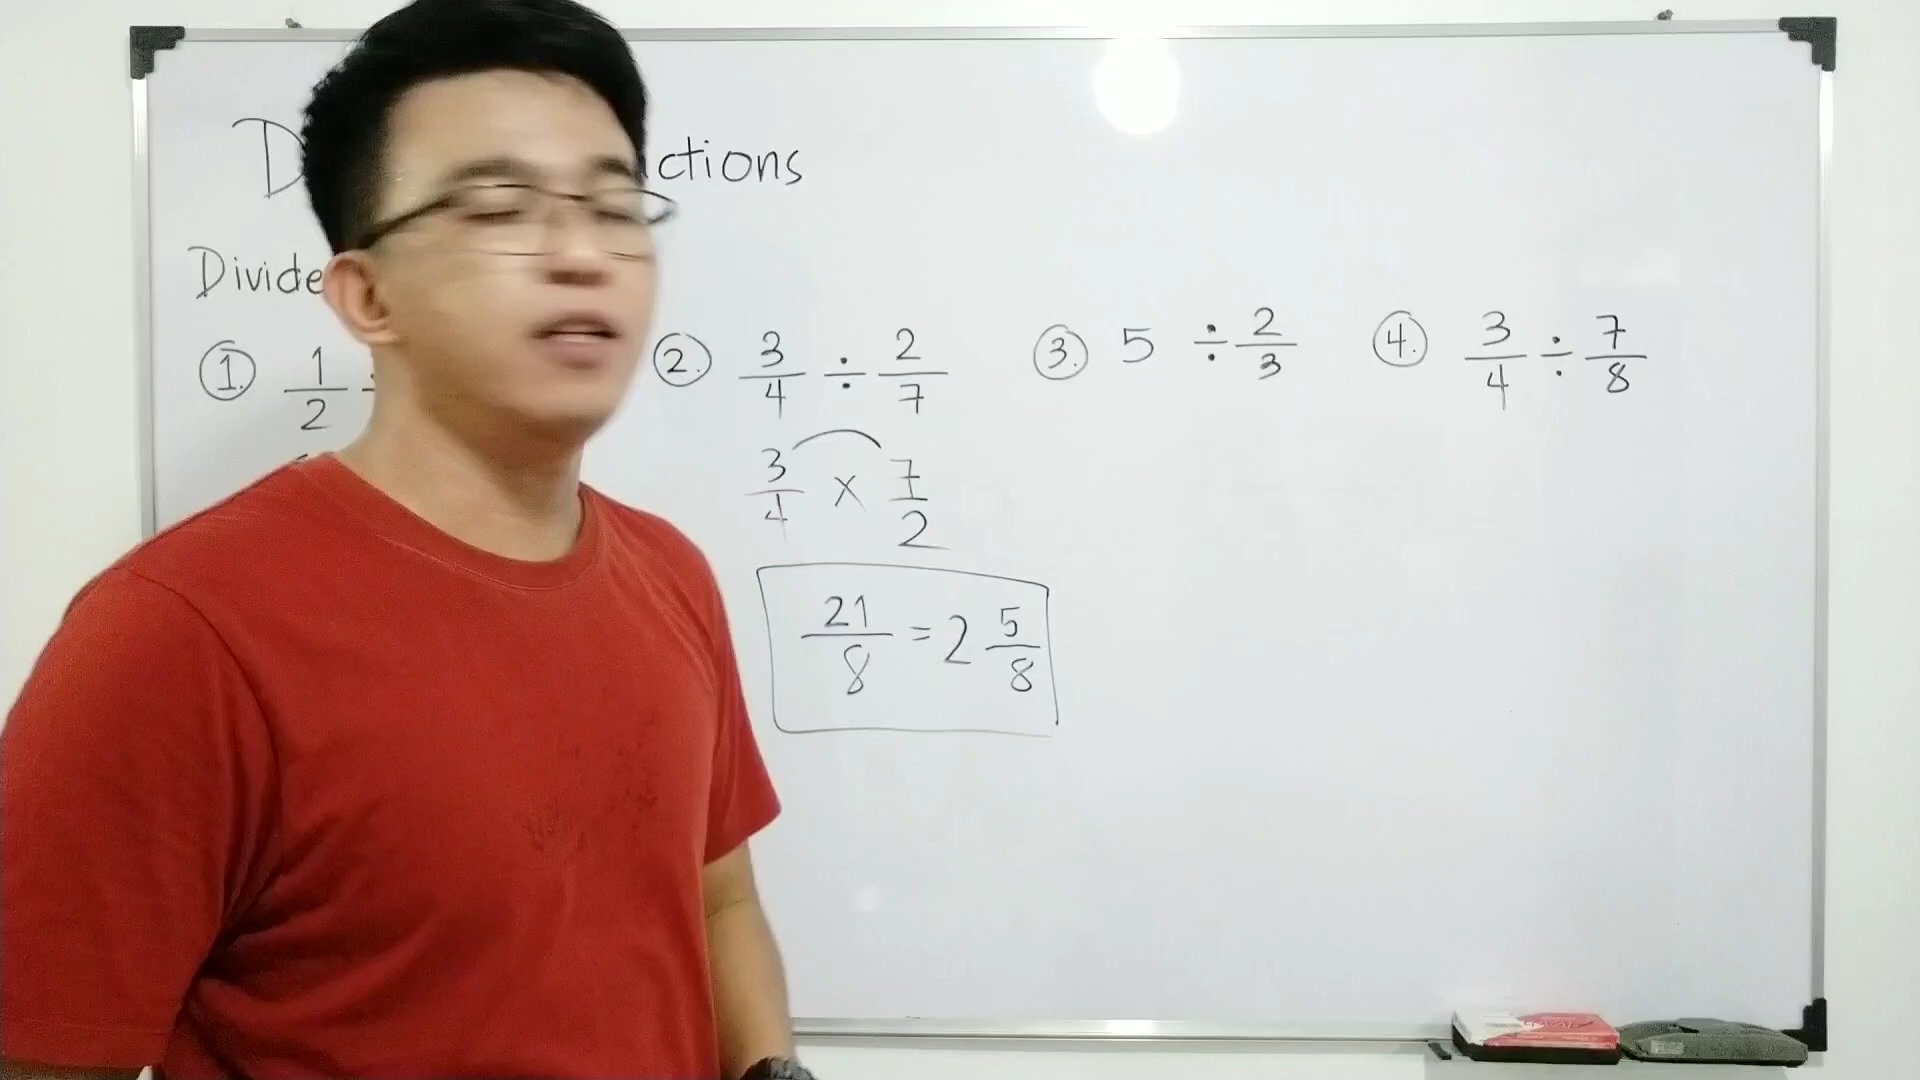 ctions
Divide
1. 1/2
2. 3/4 ÷ 2/7
3/4 × 7/2
21/8 = 2 5/8
3. 5 ÷ 2/3
4. 3/4 ÷ 7/8